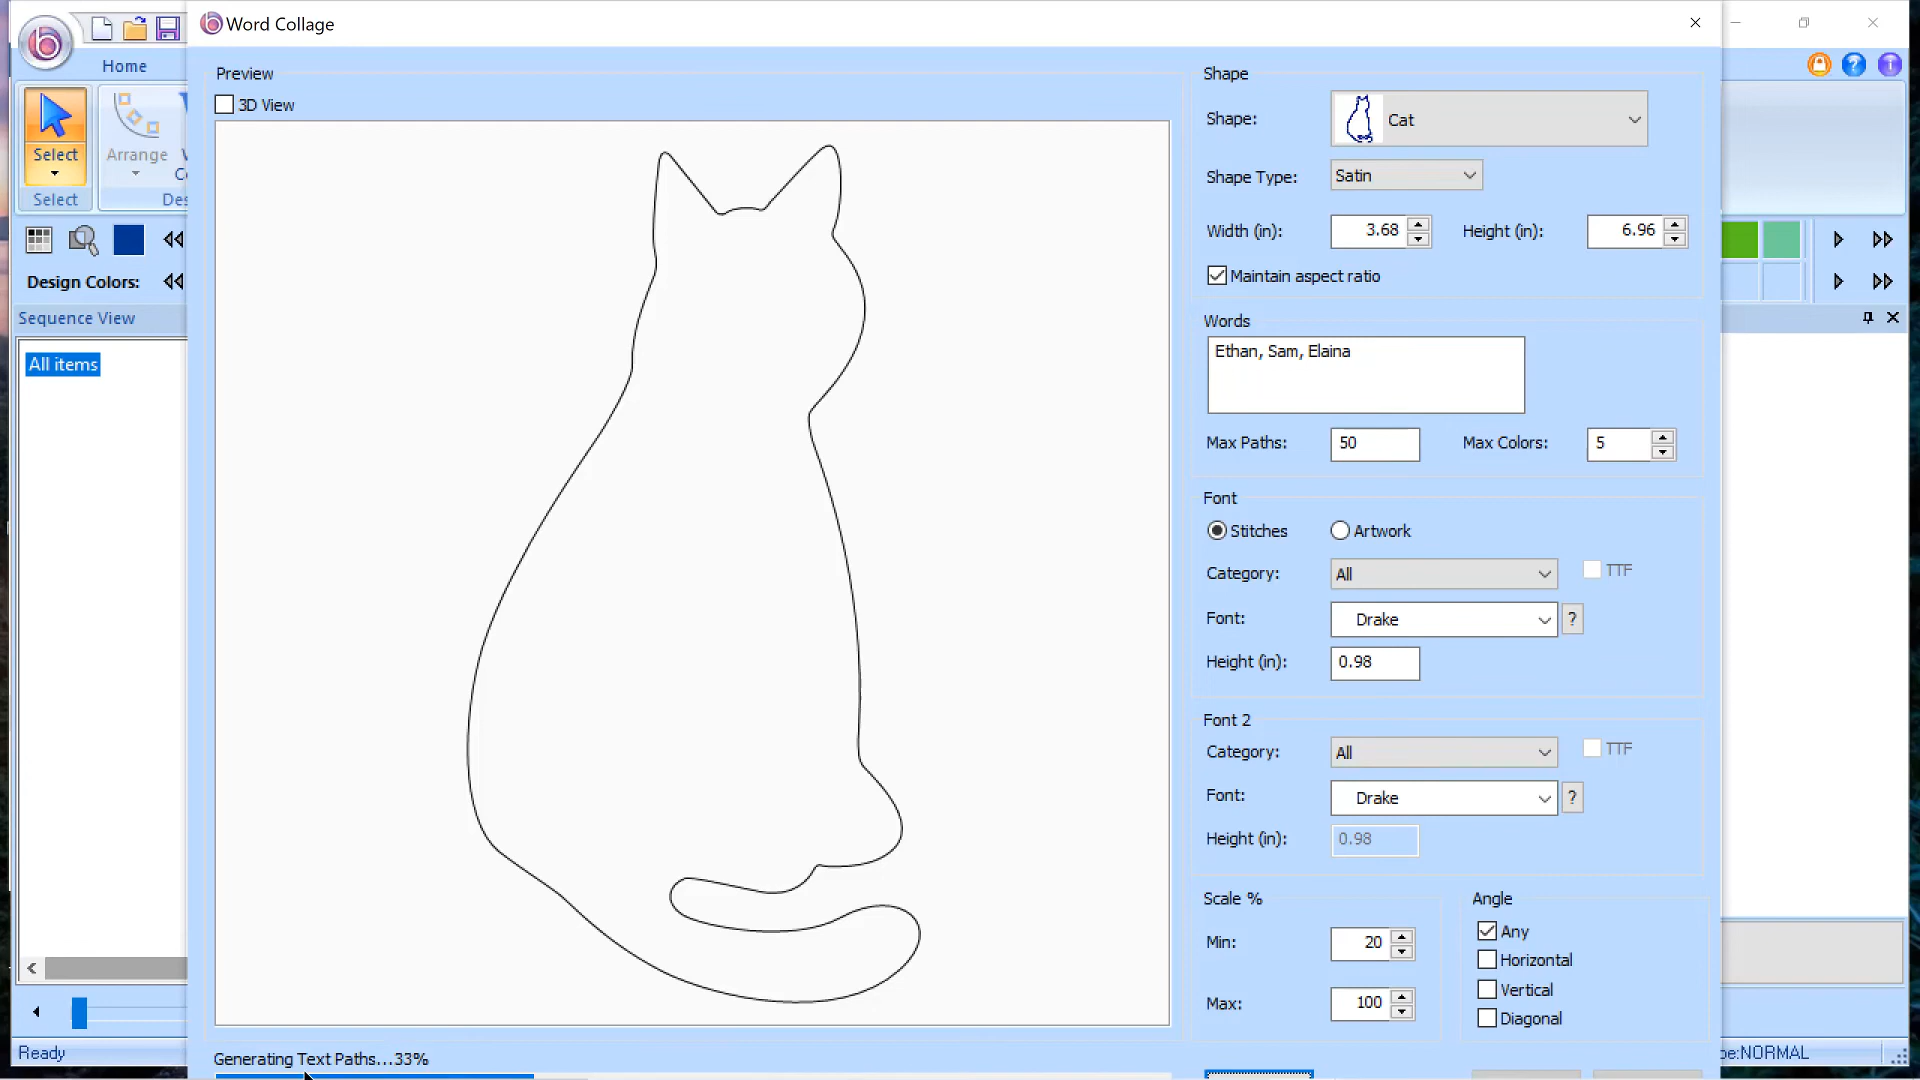 Word Collage
Home
Preview
3D View
Select
Select
Arrange
Des
Design Colors:
Sequence View
All items
Ready
Generating Text Paths...33%
Shape
Shape: Cat
Shape Type: Satin
Width (in): 3.68 Height (in): 6.96
Maintain aspect ratio
Words
Ethan, Sam, Elaina
Max Paths: 50 Max Colors: 5
Font
Stitches Artwork
Category: All TTF
Font: Drake ?
Height (in): 0.98
Font 2
Category: All TTF
Font: Drake ?
Height (in): 0.98
Scale %
Min: 20
Max: 100
Angle
Any
Horizontal
Vertical
Diagonal
pe:NORMAL